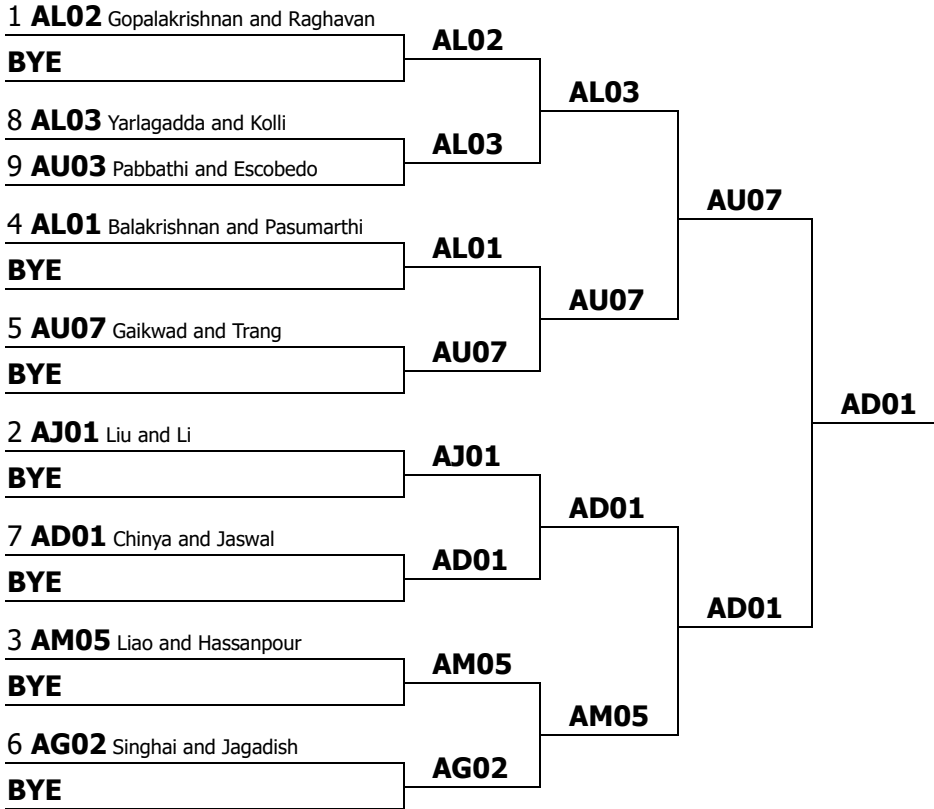 1 AL02 Gopalakrishnan and Raghavan
BYE
8 AL03 Yarlagadda and Kolli
9 AU03 Pabbathi and Escobedo
4 AL01 Balakrishnan and Pasumarthi
BYE
5 AU07 Gaikwad and Trang
BYE
2 AJ01 Liu and Li
BYE
7 AD01 Chinya and Jaswal
BYE
3 AM05 Liao and Hassanpour
BYE
6 AG02 Singhai and Jagadish
BYE
AL02
AL03
AL01
AU07
AJ01
AD01
AM05
AG02
AL03
AU07
AD01
AM05
AU07
AD01
AD01